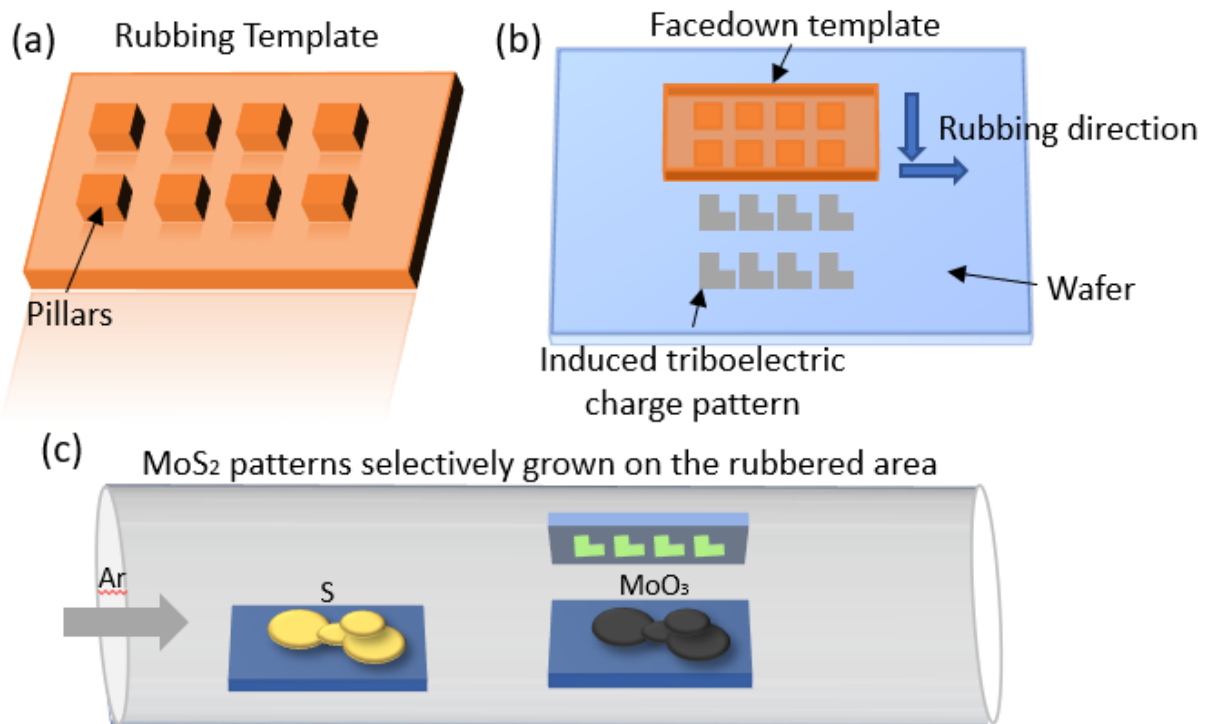 (a)
Rubbing Template
Pillars
(b)
Facedown template
Rubbing direction
Wafer
Induced triboelectric
charge pattern
(c)
MoS₂ patterns selectively grown on the rubbered area
Ar
S
MoO₃